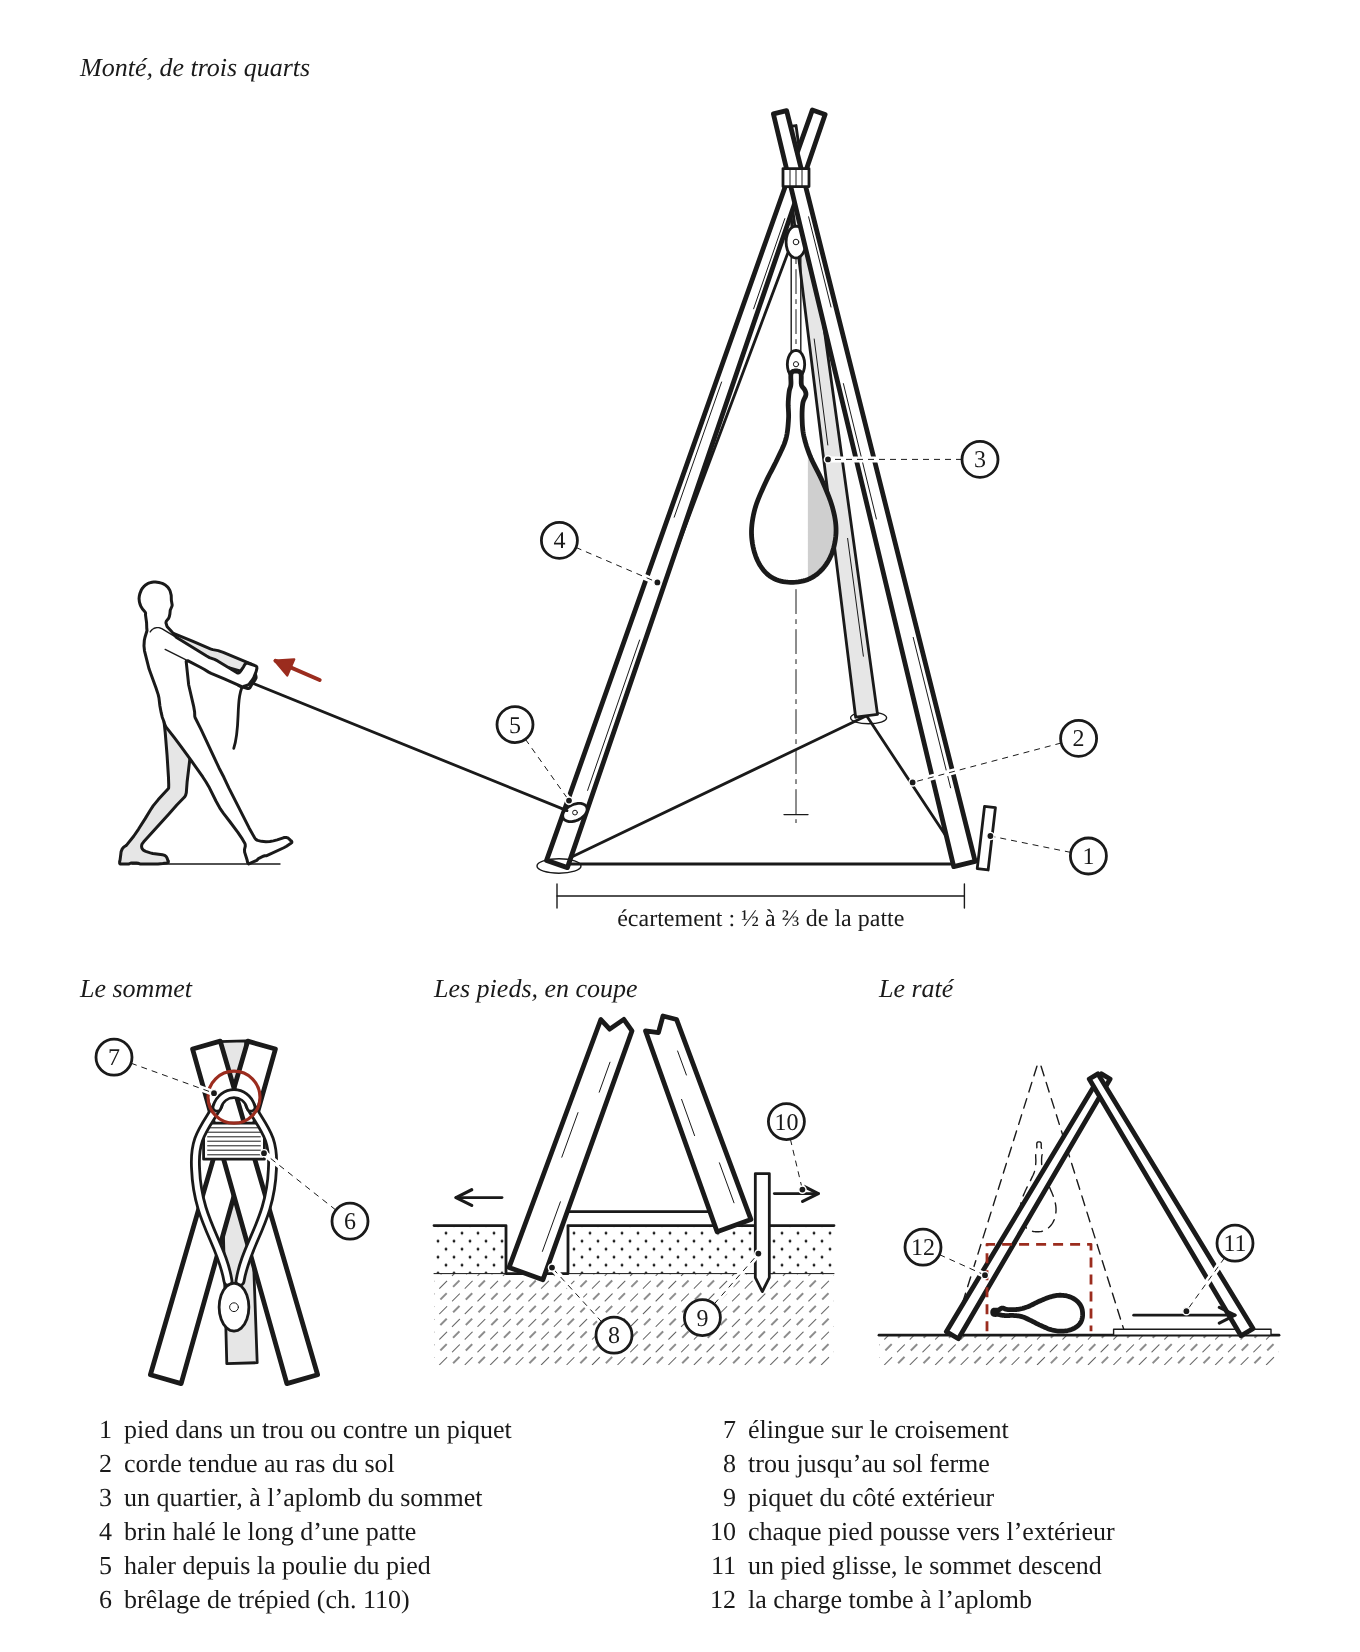 Monté, de trois quarts
3
4
5
2
1
écartement : ½ à ⅔ de la patte
Le sommet
Les pieds, en coupe
Le raté
7
10
6
12
11
9
8
1 pied dans un trou ou contre un piquet
2 corde tendue au ras du sol
3 un quartier, à l’aplomb du sommet
4 brin halé le long d’une patte
5 haler depuis la poulie du pied
6 brêlage de trépied (ch. 110)
7 élingue sur le croisement
8 trou jusqu’au sol ferme
9 piquet du côté extérieur
10 chaque pied pousse vers l’extérieur
11 un pied glisse, le sommet descend
12 la charge tombe à l’aplomb